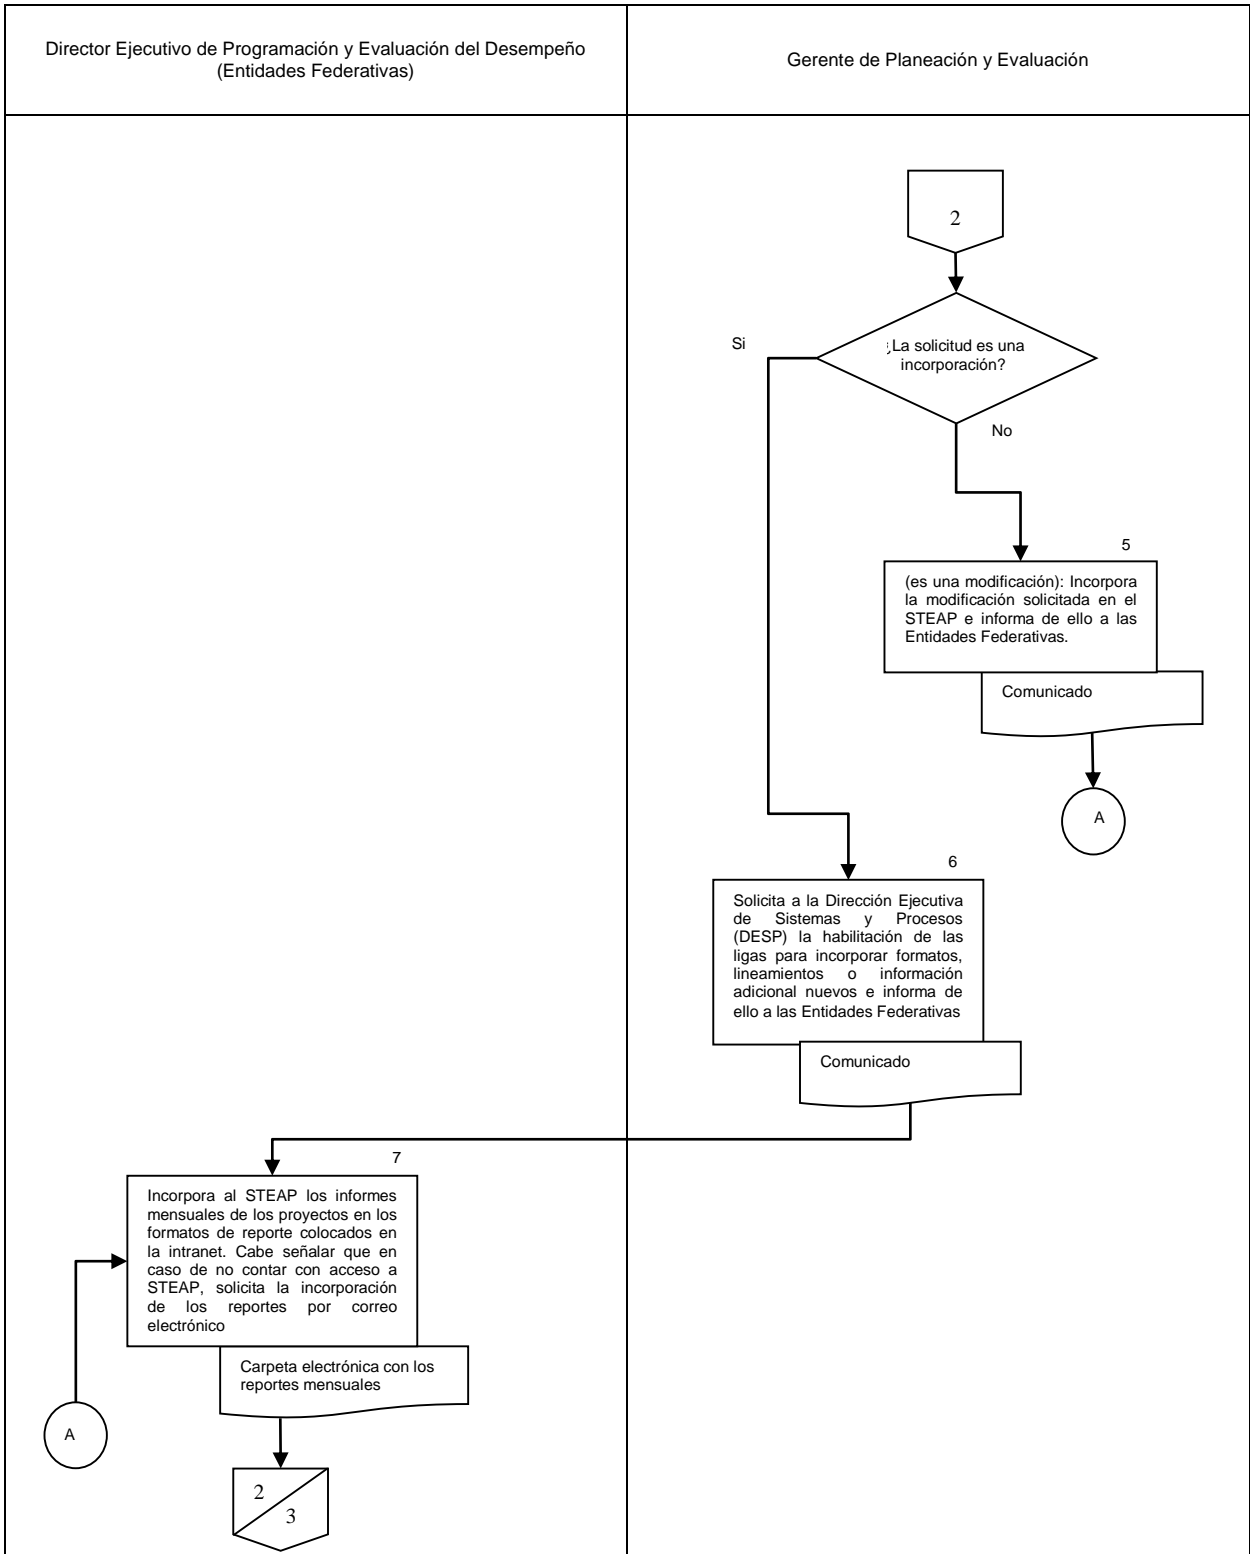 Director Ejecutivo de Programación y Evaluación del Desempeño
(Entidades Federativas)
Gerente de Planeación y Evaluación
2
Si
¿La solicitud es una
incorporación?
No
5
(es una modificación): Incorpora
la modificación solicitada en el
STEAP e informa de ello a las
Entidades Federativas.
Comunicado
A
6
Solicita a la Dirección Ejecutiva
de Sistemas y Procesos
(DESP) la habilitación de las
ligas para incorporar formatos,
lineamientos o información
adicional nuevos e informa de
ello a las Entidades Federativas
Comunicado
7
Incorpora al STEAP los informes
mensuales de los proyectos en los
formatos de reporte colocados en
la intranet. Cabe señalar que en
caso de no contar con acceso a
STEAP, solicita la incorporación
de los reportes por correo
electrónico
Carpeta electrónica con los
reportes mensuales
A
2
3